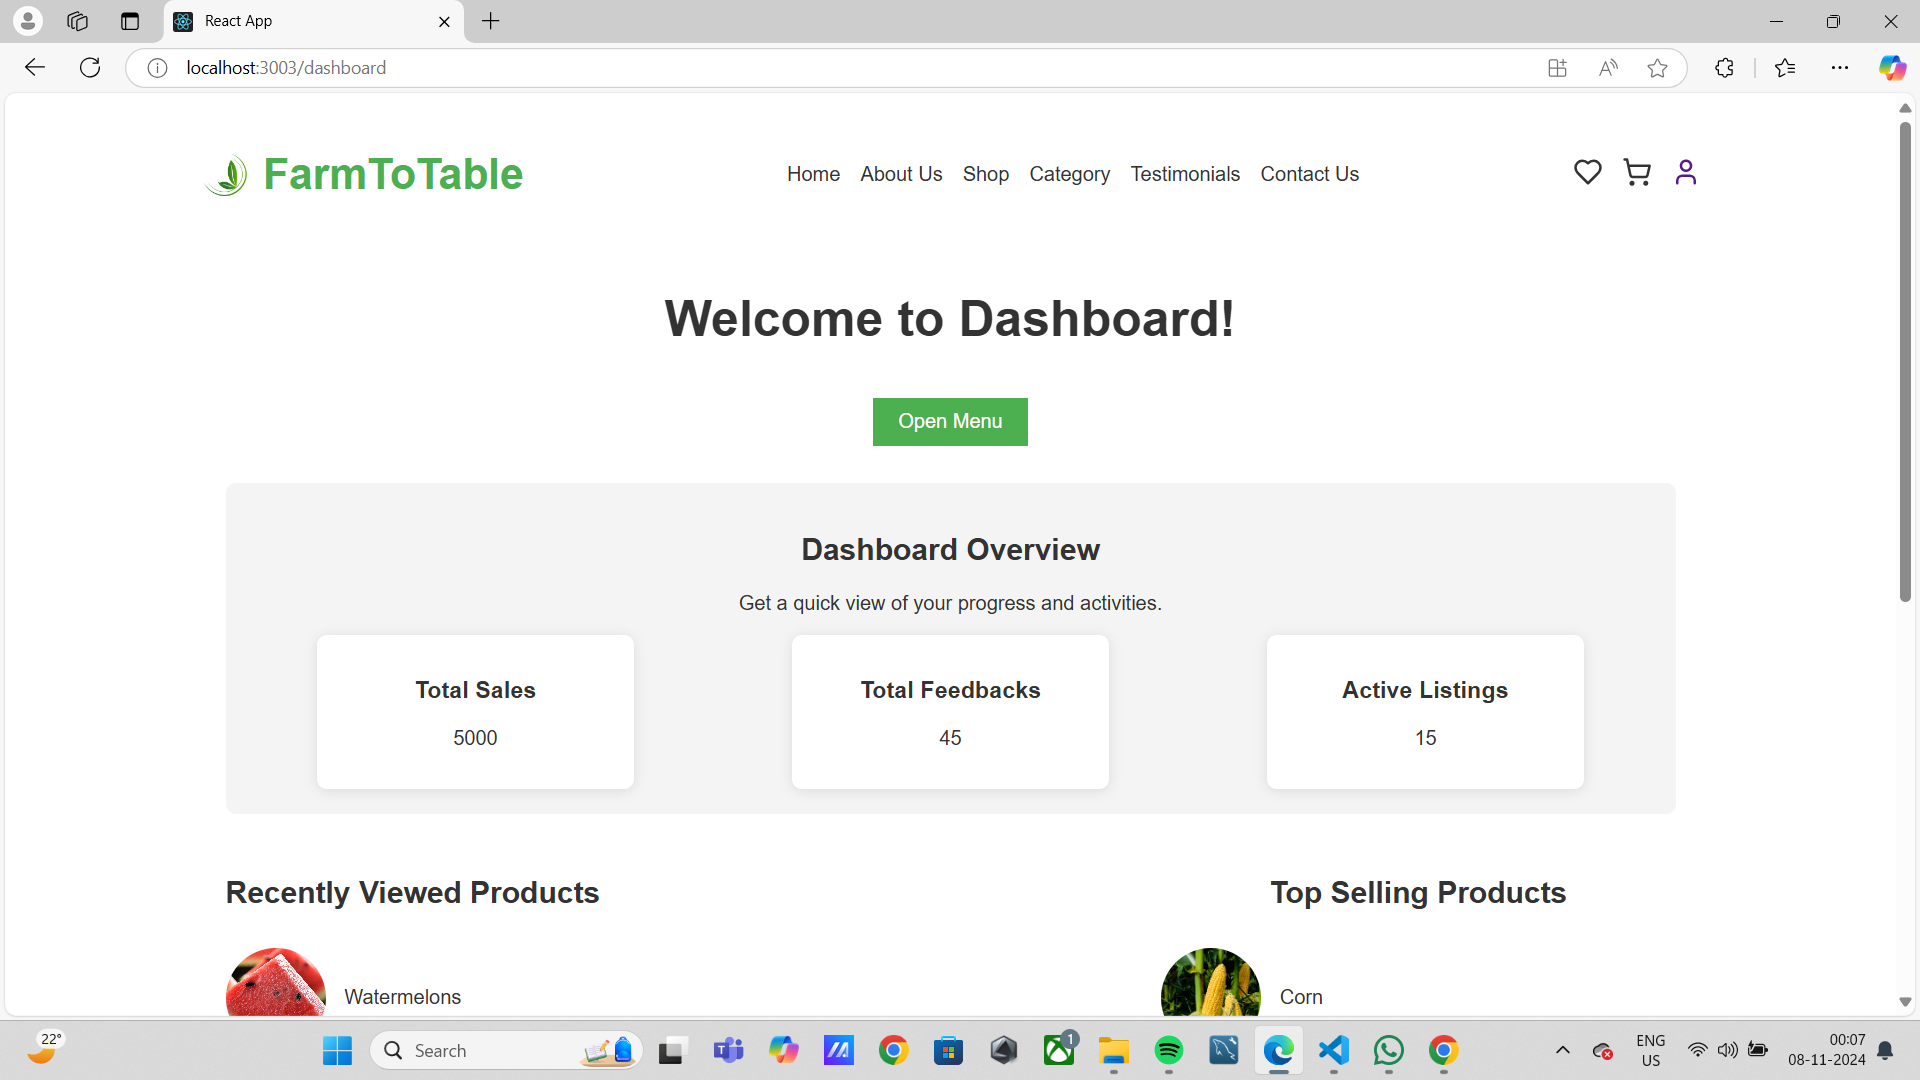 React App
localhost:3003/dashboard
FarmToTable
Home About Us Shop Category Testimonials Contact Us
Welcome to Dashboard!
Open Menu
Dashboard Overview
Get a quick view of your progress and activities.
Total Sales
5000
Total Feedbacks
45
Active Listings
15
Recently Viewed Products
Top Selling Products
Watermelons
Corn
22°
Search
1
ENG
US
00:07
08-11-2024